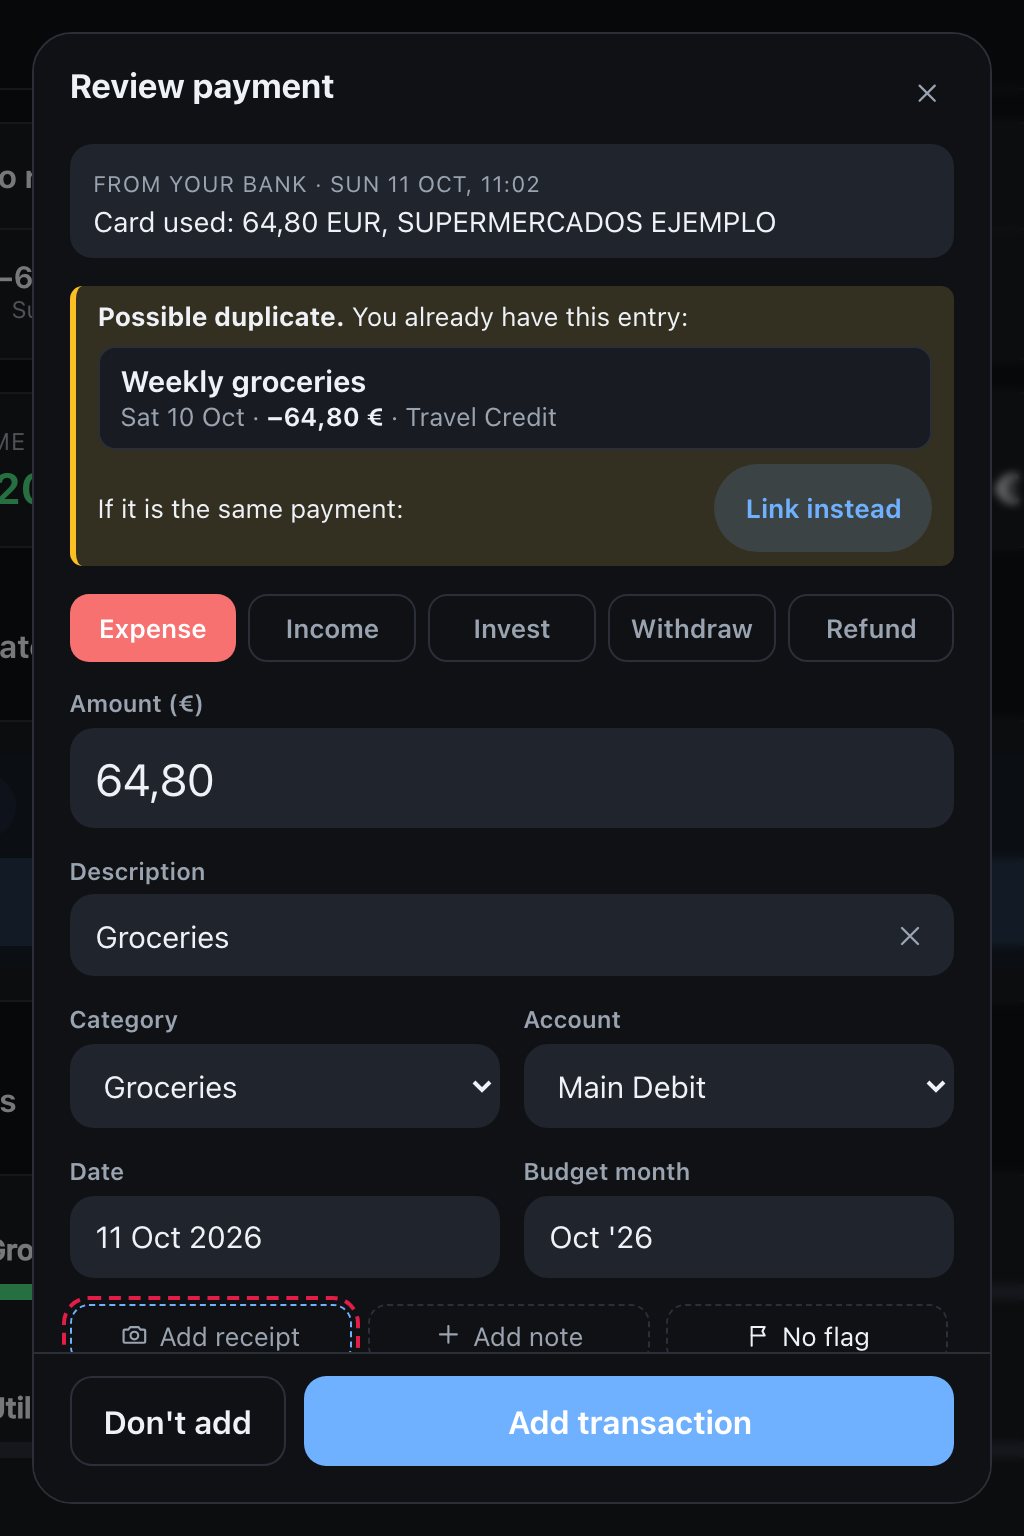 Review payment
FROM YOUR BANK · SUN 11 OCT, 11:02
Card used: 64,80 EUR, SUPERMERCADOS EJEMPLO
Possible duplicate. You already have this entry:
Weekly groceries
Sat 10 Oct · −64,80 € · Travel Credit
If it is the same payment:
Link instead
Expense
Income
Invest
Withdraw
Refund
Amount (€)
64,80
Description
Groceries
Category
Account
Groceries
Main Debit
Date
Budget month
11 Oct 2026
Oct '26
Add receipt
Add note
No flag
Don't add
Add transaction